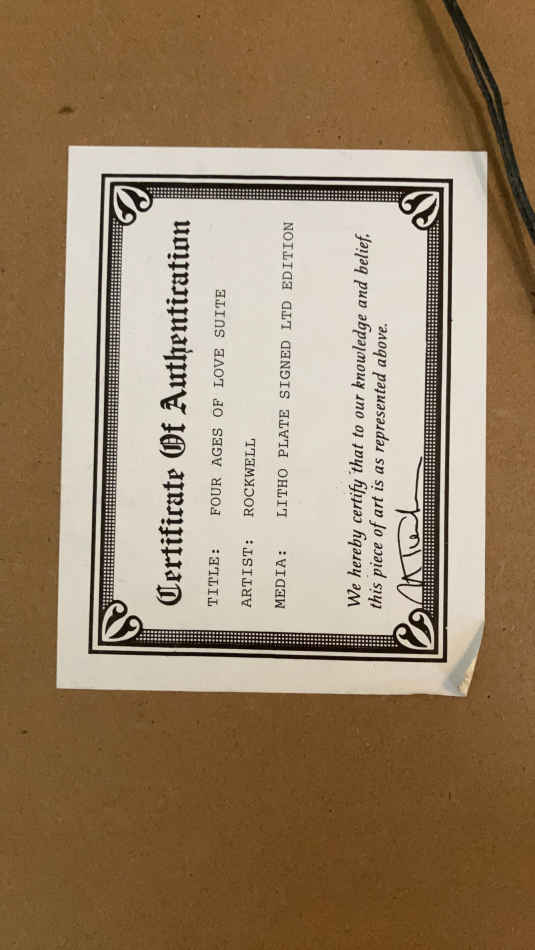 Certificate Of Authentication
TITLE: FOUR AGES OF LOVE SUITE
ARTIST: ROCKWELL
MEDIA: LITHO PLATE SIGNED LTD EDITION
We hereby certify that to our knowledge and belief,
this piece of art is as represented above.